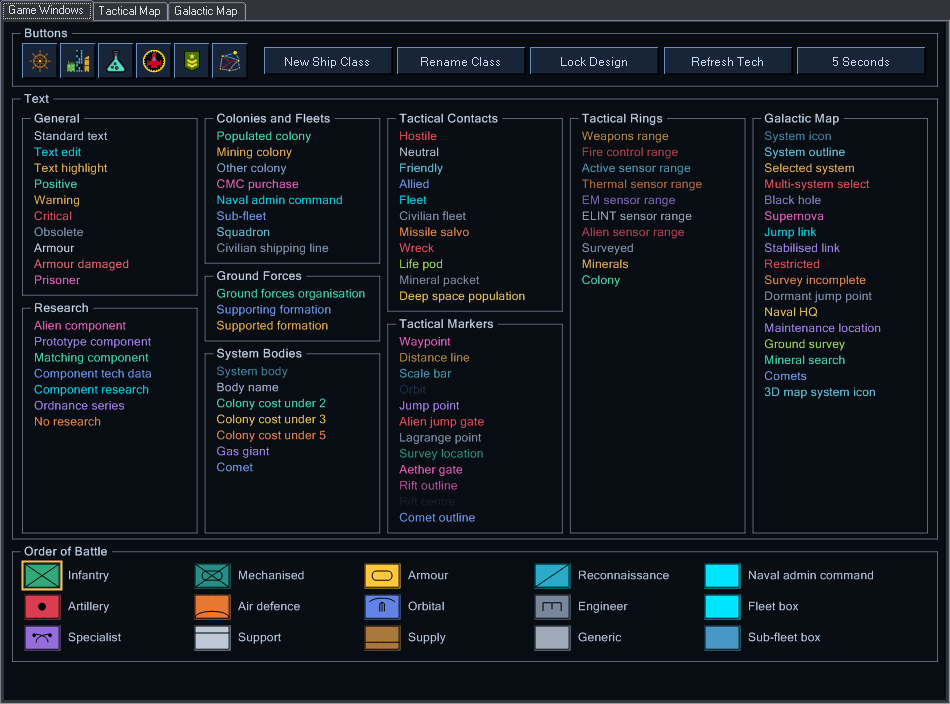 Game Windows
Tactical Map
Galactic Map
Buttons
New Ship Class
Rename Class
Lock Design
Refresh Tech
5 Seconds
Text
General
Standard text
Text edit
Text highlight
Positive
Warning
Critical
Obsolete
Armour
Armour damaged
Prisoner
Research
Alien component
Prototype component
Matching component
Component tech data
Component research
Ordnance series
No research
Colonies and Fleets
Populated colony
Mining colony
Other colony
CMC purchase
Naval admin command
Sub-fleet
Squadron
Civilian shipping line
Ground Forces
Ground forces organisation
Supporting formation
Supported formation
System Bodies
System body
Body name
Colony cost under 2
Colony cost under 3
Colony cost under 5
Gas giant
Comet
Tactical Contacts
Hostile
Neutral
Friendly
Allied
Fleet
Civilian fleet
Missile salvo
Wreck
Life pod
Mineral packet
Deep space population
Tactical Markers
Waypoint
Distance line
Scale bar
Orbit
Jump point
Alien jump gate
Lagrange point
Survey location
Aether gate
Rift outline
Rift centre
Comet outline
Tactical Rings
Weapons range
Fire control range
Active sensor range
Thermal sensor range
EM sensor range
ELINT sensor range
Alien sensor range
Surveyed
Minerals
Colony
Galactic Map
System icon
System outline
Selected system
Multi-system select
Black hole
Supernova
Jump link
Stabilised link
Restricted
Survey incomplete
Dormant jump point
Naval HQ
Maintenance location
Ground survey
Mineral search
Comets
3D map system icon
Order of Battle
Infantry
Mechanised
Armour
Reconnaissance
Naval admin command
Artillery
Air defence
Orbital
Engineer
Fleet box
Specialist
Support
Supply
Generic
Sub-fleet box